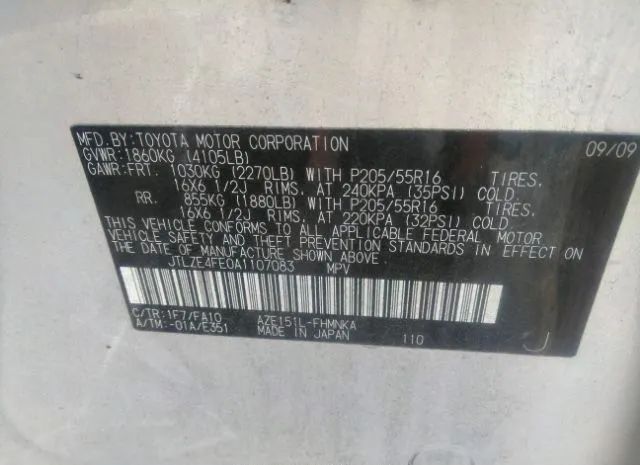 MFD.BY:TOYOTA MOTOR CORPORATION 09/09
GVWR:1860KG (4105LB)
GAWR:FRT. 1030KG (2270LB) WITH P205/55R16 TIRES,
16X6 1/2J RIMS, AT 240KPA (35PSI) COLD.
RR. 855KG (1880LB) WITH P205/55R16 TIRES,
16X6 1/2J RIMS, AT 220KPA (32PSI) COLD.
THIS VEHICLE CONFORMS TO ALL APPLICABLE FEDERAL MOTOR
VEHICLE SAFETY AND THEFT PREVENTION STANDARDS IN EFFECT ON
THE DATE OF MANUFACTURE SHOWN ABOVE.
JTLZE4FE0A1107083 MPV
C/TR:1F7/FA10 AZE151L-FHMNKA
A/TM:-01A/E351 MADE IN JAPAN 110 J